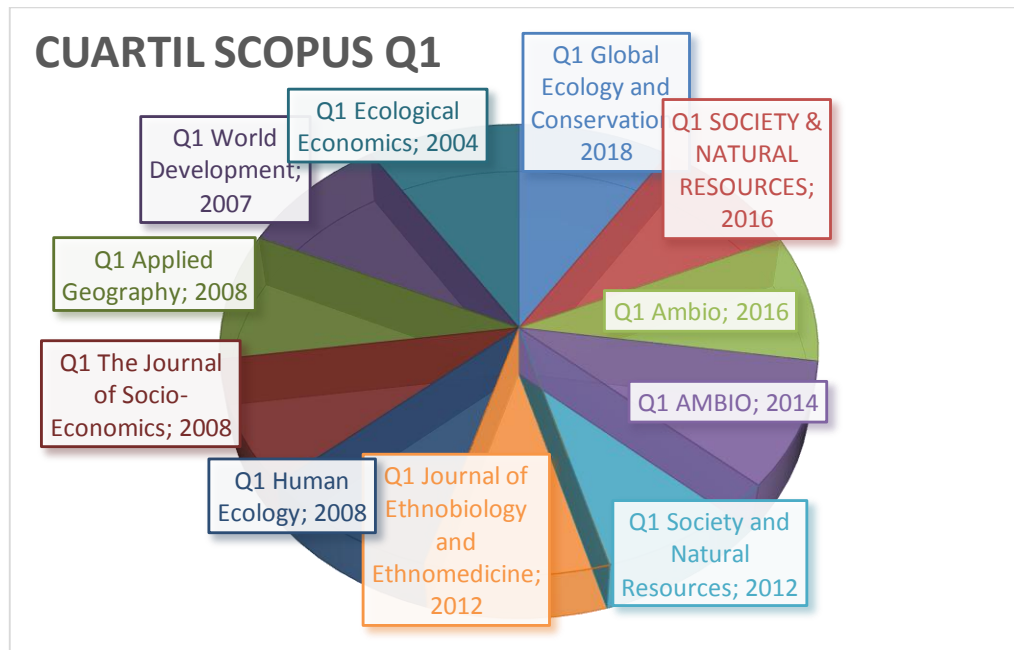 CUARTIL SCOPUS Q1
Q1 Global
Ecology and
Conservation
2018
Q1 SOCIETY &
NATURAL
RESOURCES;
2016
Q1 Ambio; 2016
Q1 AMBIO; 2014
Q1 Society and
Natural
Resources; 2012
Q1 Journal of
Ethnobiology
and
Ethnomedicine;
2012
Q1 Human
Ecology; 2008
Q1 The Journal
of Socio-
Economics; 2008
Q1 Applied
Geography; 2008
Q1 World
Development;
2007
Q1 Ecological
Economics; 2004